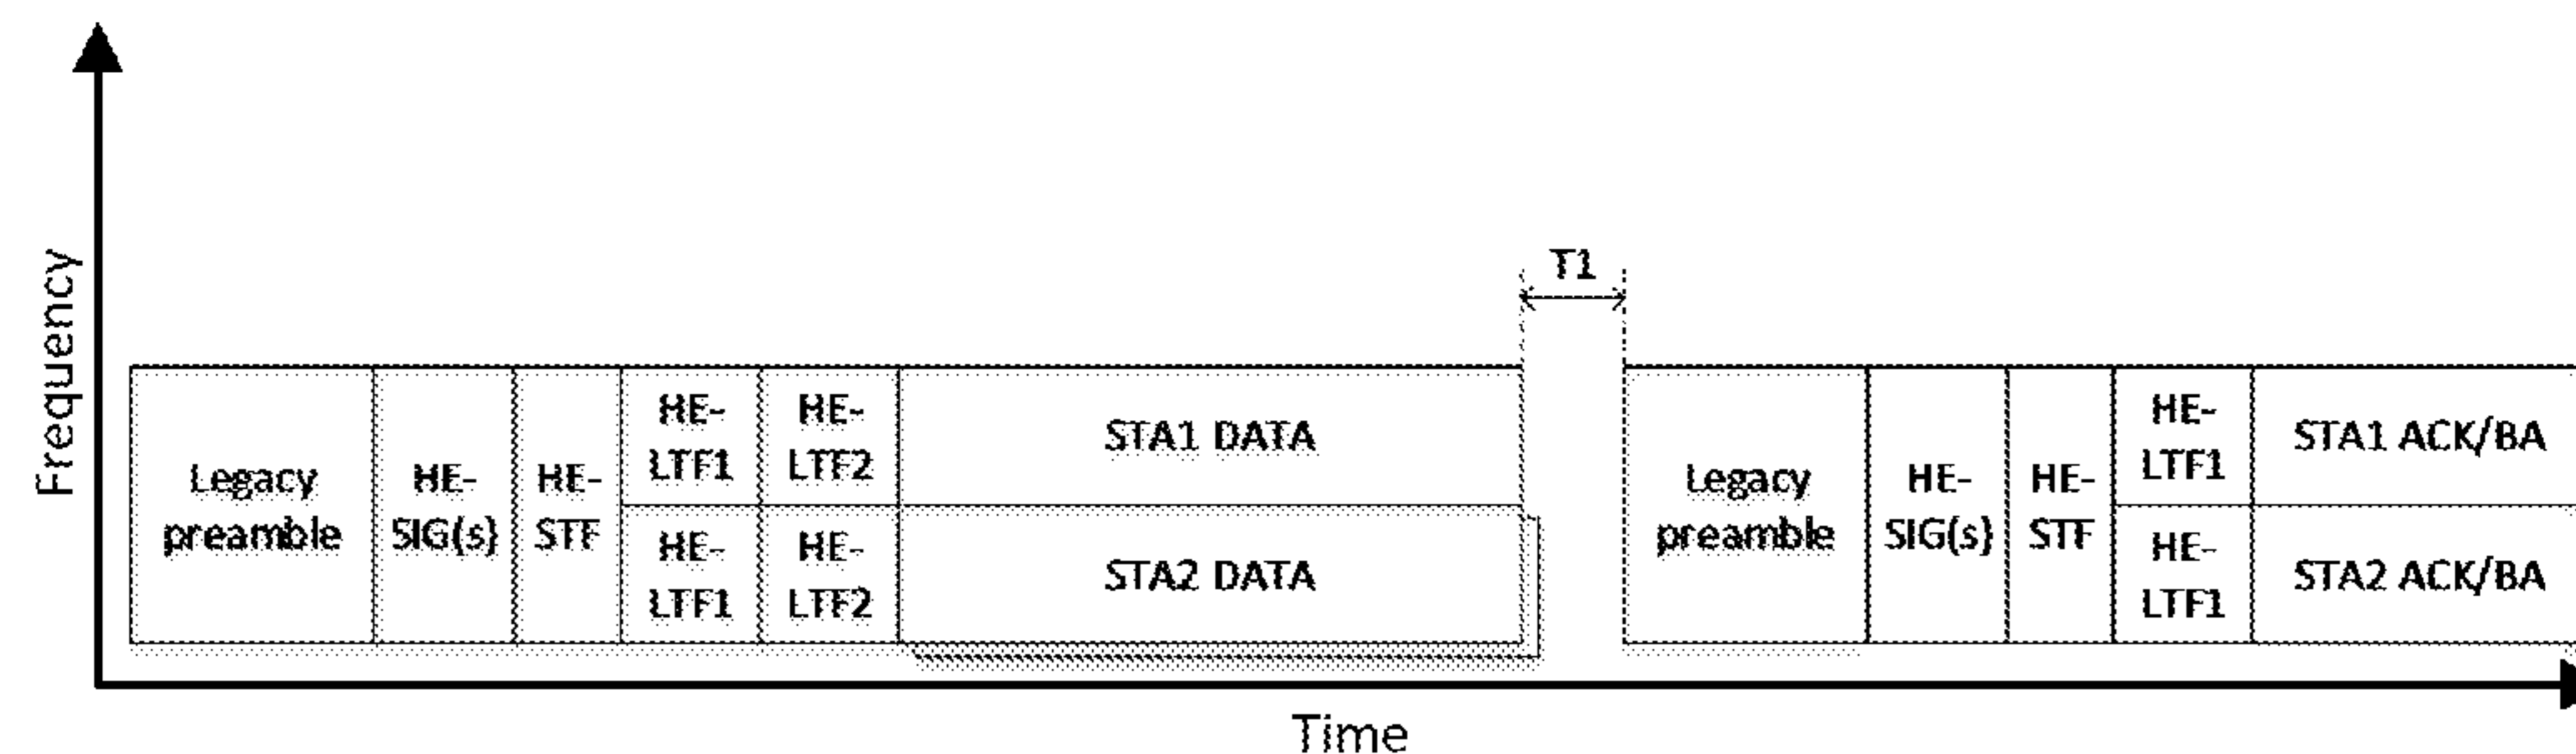 Frequency
T1
Legacy
preamble
HE-
SIG(s)
HE-
STF
HE-
LTF1
HE-
LTF2
STA1 DATA
HE-
LTF1
HE-
LTF2
STA2 DATA
Legacy
preamble
HE-
SIG(s)
HE-
STF
HE-
LTF1
STA1 ACK/BA
HE-
LTF1
STA2 ACK/BA
Time